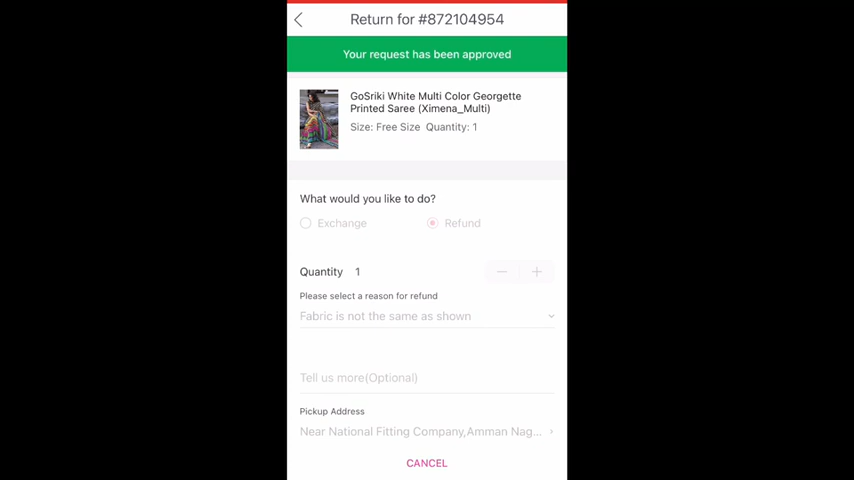 Return for #872104954
Your request has been approved
GoSriki White Multi Color Georgette
Printed Saree (Ximena_Multi)
Size: Free Size Quantity: 1
What would you like to do?
Exchange Refund
Quantity 1 − +
Please select a reason for refund
Fabric is not the same as shown
Tell us more(Optional)
Pickup Address
Near National Fitting Company,Amman Nag...
CANCEL